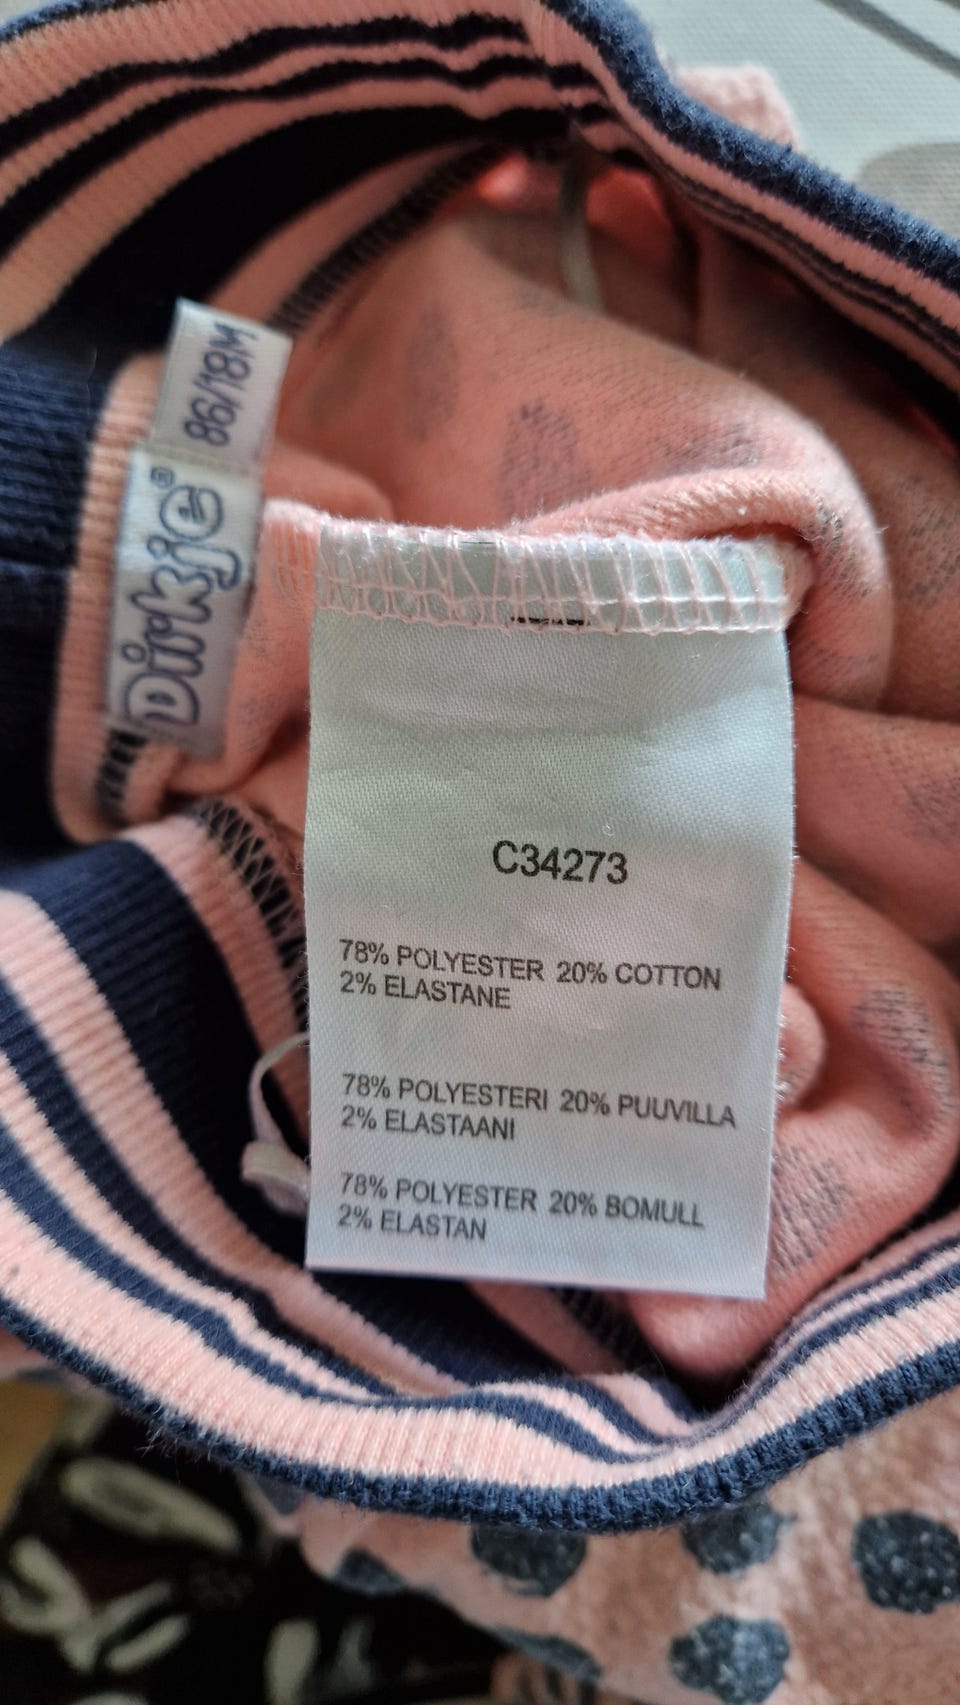 86/18M
Dirkje®
C34273
78% POLYESTER 20% COTTON
2% ELASTANE
78% POLYESTERI 20% PUUVILLA
2% ELASTAANI
78% POLYESTER 20% BOMULL
2% ELASTAN